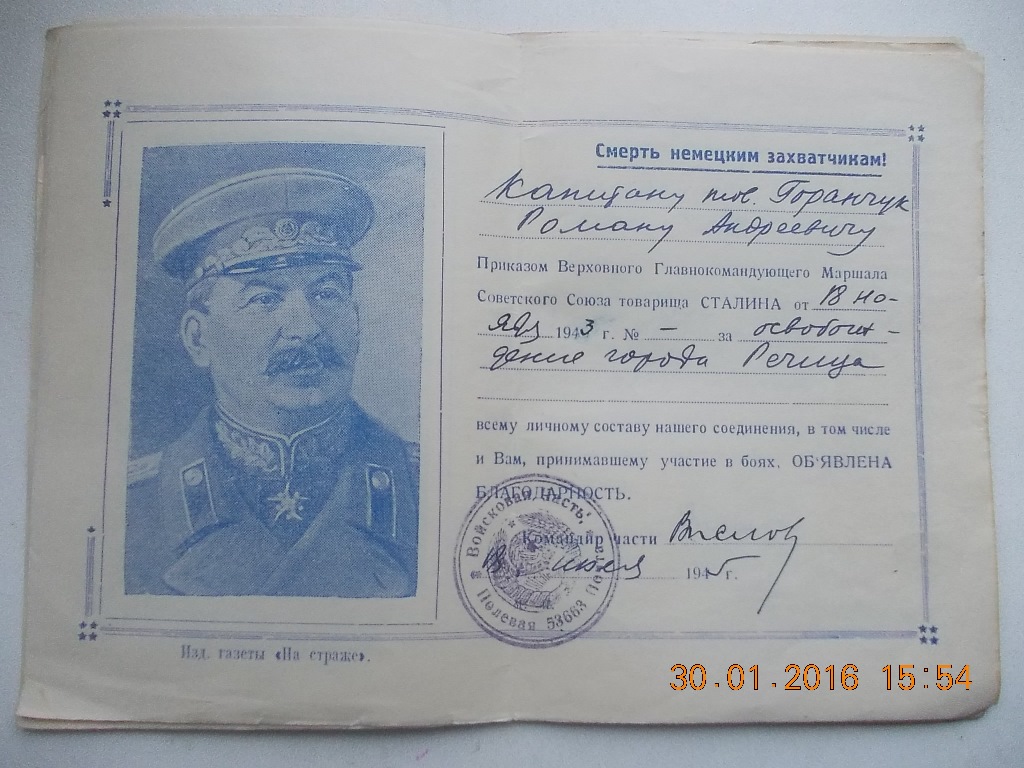 Смерть немецким захватчикам!
Капитану тов. Горанчук
Роману Андреевичу
Приказом Верховного Главнокомандующего Маршала
Советского Союза товарища СТАЛИНА от 18 но-
ября 1943 г. № – за освобож-
дение города Речица
всему личному составу нашего соединения, в том числе
и Вам, принимавшему участие в боях, ОБ'ЯВЛЕНА
БЛАГОДАРНОСТЬ.
Командир части
18 июля 1945 г.
Войсковая часть, Полевая почта 53663
Изд. газеты «На страже».
30.01.2016 15:54